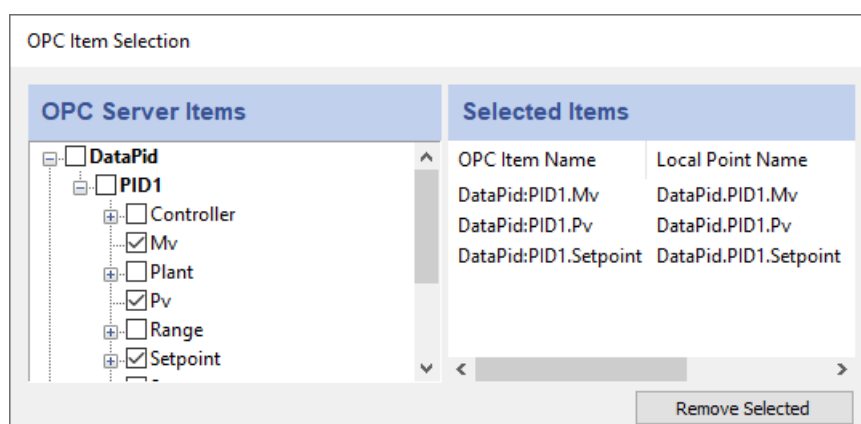 OPC Item Selection
OPC Server Items
DataPid
PID1
Controller
Mv
Plant
Pv
Range
Setpoint
Selected Items
OPC Item Name Local Point Name
DataPid:PID1.Mv DataPid.PID1.Mv
DataPid:PID1.Pv DataPid.PID1.Pv
DataPid:PID1.Setpoint DataPid.PID1.Setpoint
Remove Selected